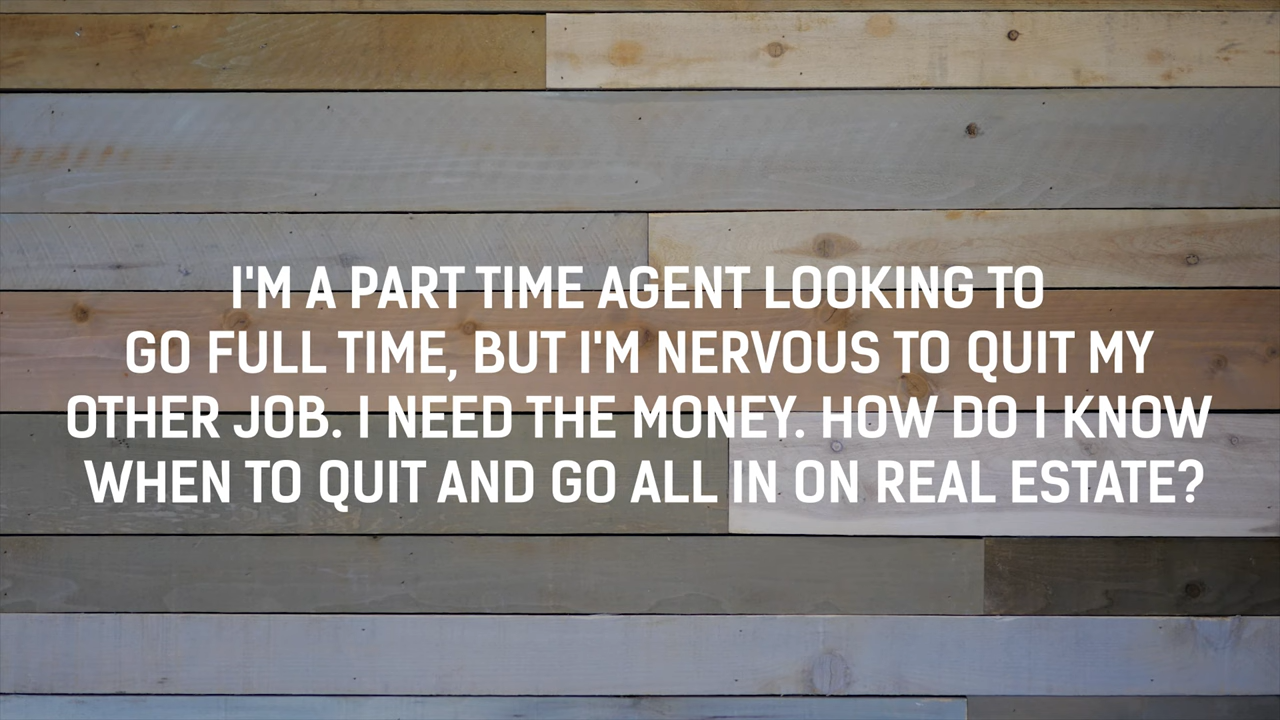 I'M A PART TIME AGENT LOOKING TO
GO FULL TIME, BUT I'M NERVOUS TO QUIT MY
OTHER JOB. I NEED THE MONEY. HOW DO I KNOW
WHEN TO QUIT AND GO ALL IN ON REAL ESTATE?